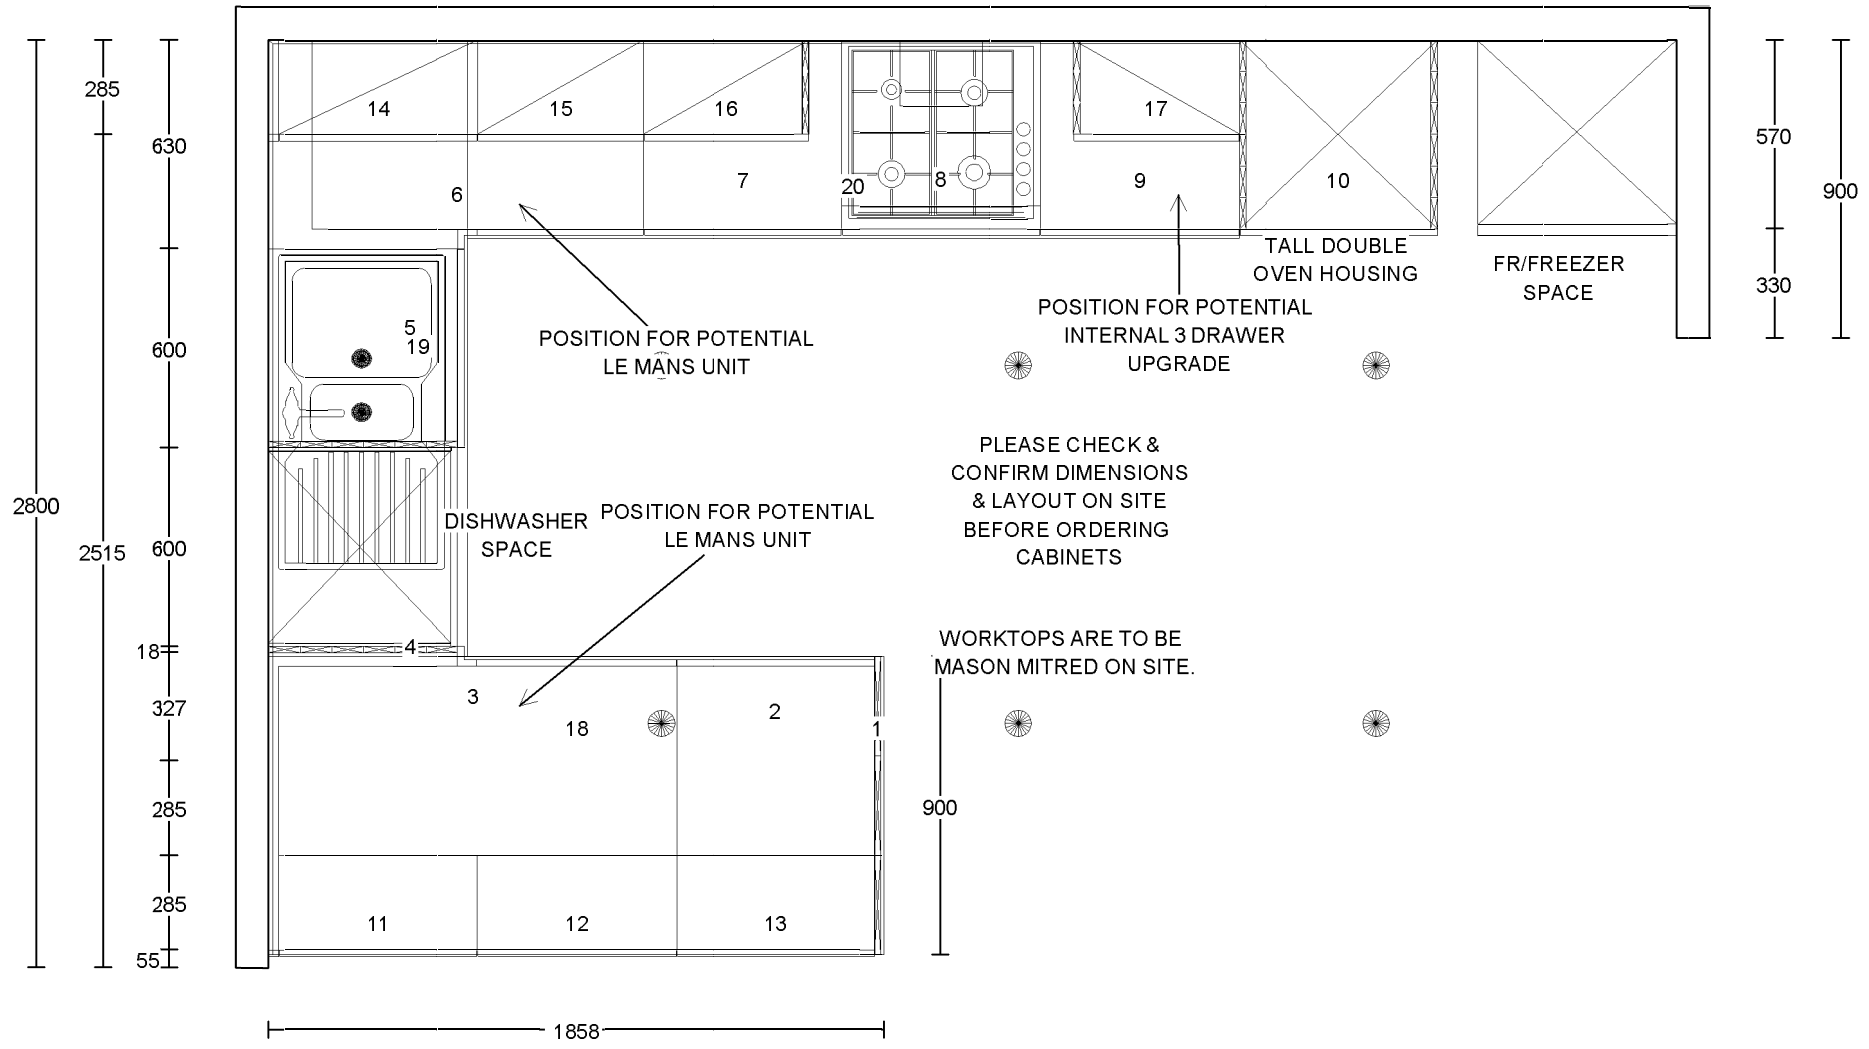 285
630
2800
2515
600
600
18
327
285
285
55
14
15
16
17
6
7
20
8
9
10
TALL DOUBLE
OVEN HOUSING
FR/FREEZER
SPACE
570
900
330
POSITION FOR POTENTIAL
INTERNAL 3 DRAWER
UPGRADE
POSITION FOR POTENTIAL
LE MANS UNIT
5
19
PLEASE CHECK &
CONFIRM DIMENSIONS
& LAYOUT ON SITE
BEFORE ORDERING
CABINETS
DISHWASHER
SPACE
POSITION FOR POTENTIAL
LE MANS UNIT
4
WORKTOPS ARE TO BE
MASON MITRED ON SITE.
3
18
2
1
900
11
12
13
1858